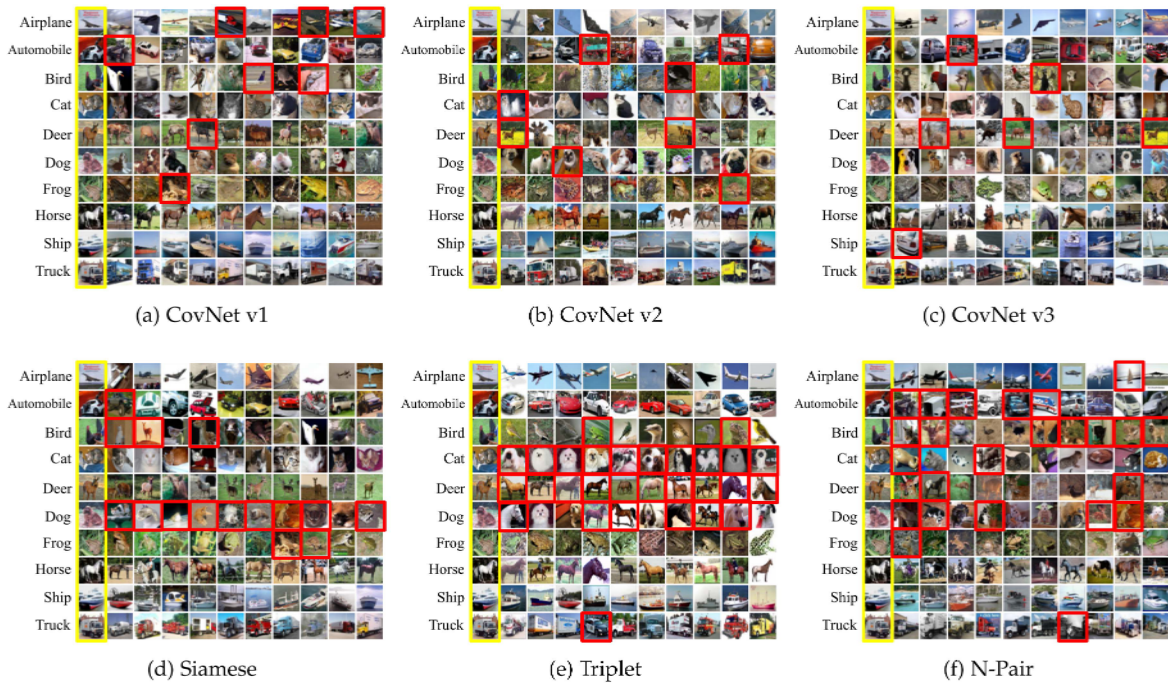 Airplane
Automobile
Bird
Cat
Deer
Dog
Frog
Horse
Ship
Truck
(a) CovNet v1
Airplane
Automobile
Bird
Cat
Deer
Dog
Frog
Horse
Ship
Truck
(b) CovNet v2
Airplane
Automobile
Bird
Cat
Deer
Dog
Frog
Horse
Ship
Truck
(c) CovNet v3
Airplane
Automobile
Bird
Cat
Deer
Dog
Frog
Horse
Ship
Truck
(d) Siamese
Airplane
Automobile
Bird
Cat
Deer
Dog
Frog
Horse
Ship
Truck
(e) Triplet
Airplane
Automobile
Bird
Cat
Deer
Dog
Frog
Horse
Ship
Truck
(f) N-Pair